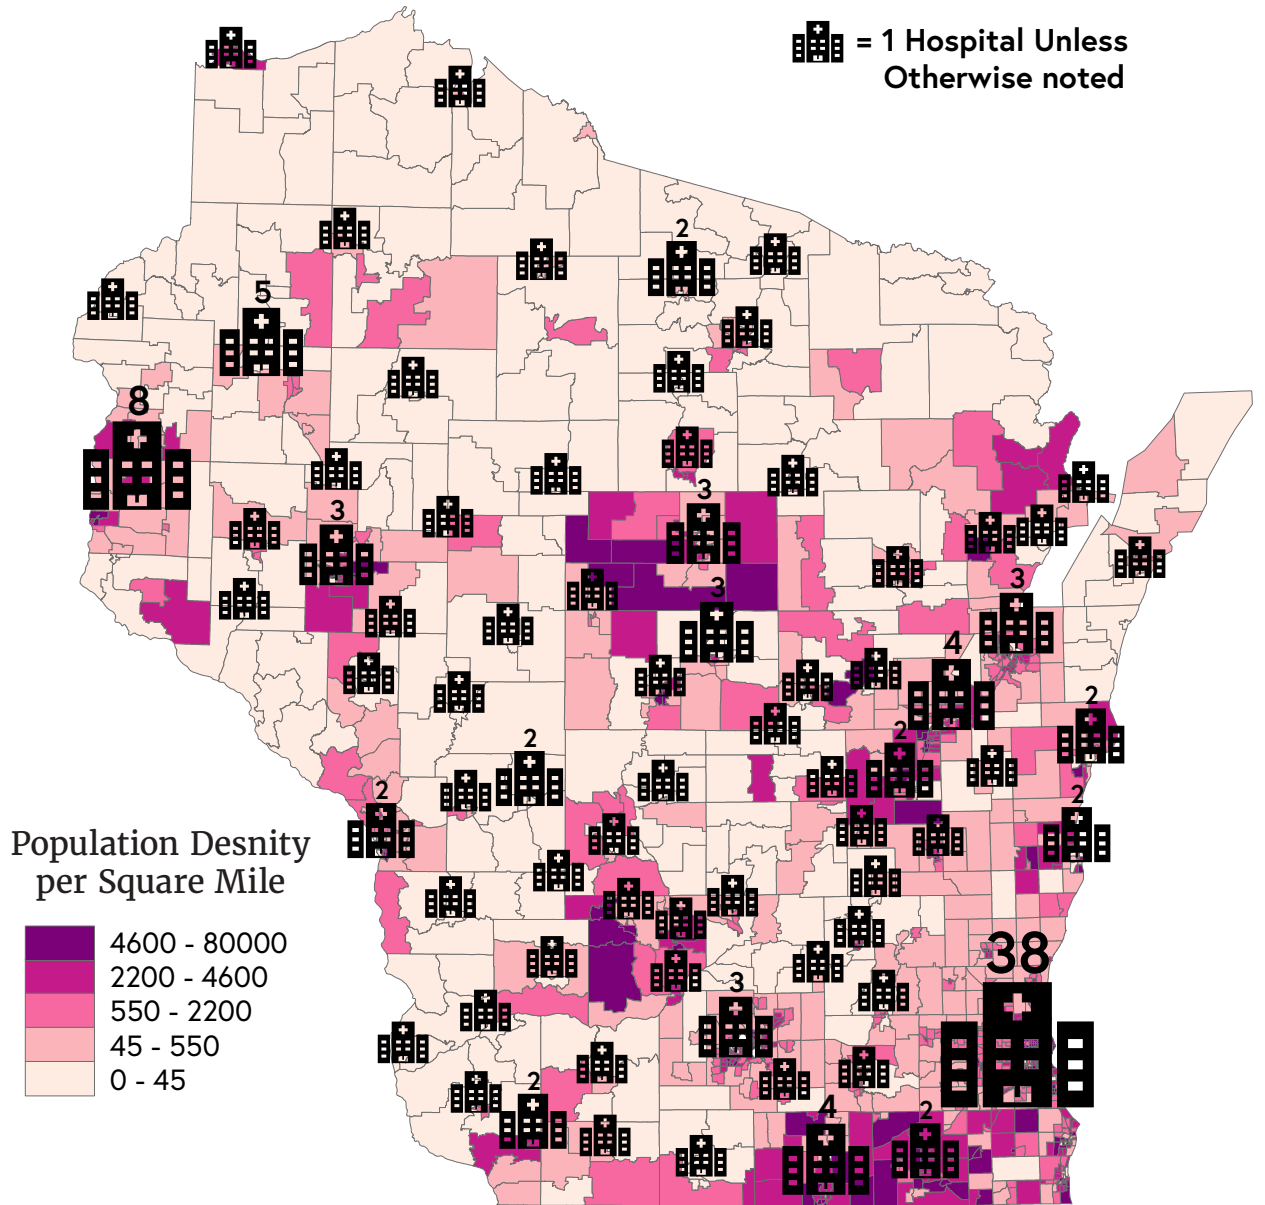 = 1 Hospital Unless
Otherwise noted
2
5
8
3
3
3
3
4
2
2
2
2
2
Population Desnity
per Square Mile
4600 - 80000
2200 - 4600
550 - 2200
45 - 550
0 - 45
38
3
2
4
2